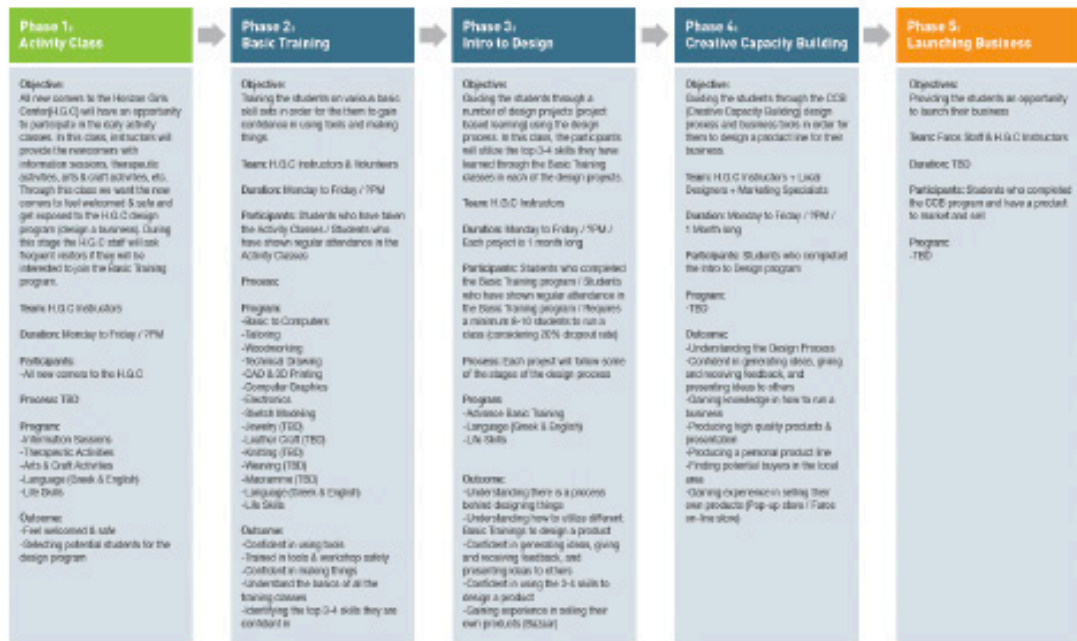 Phase 1:
Activity Class
Objective:
All new comers to the Horizon Girls
Center(H.G.C) will have an opportunity
to participate in the daily activity
classes. In this class, instructors will
provide the newcomers with
information sessions, therapeutic
activities, arts & craft activities, etc.
Through this class we want the new
comers to feel welcomed & safe and
get exposed to the H.G.C design
program (design a business). During
this stage the H.G.C staff will ask
frequent visitors if they will be
interested to join the Basic Training
program.
Team: H.G.C Instructors
Duration: Monday to Friday / ?PM
Participants:
-All new comers to the H.G.C
Process: TBD
Program:
-Information Sessions
-Therapeutic Activities
-Arts & Craft Activities
-Language (Greek & English)
-Life Skills
Outcome:
-Feel welcomed & safe
-Selecting potential students for the
design program
Phase 2:
Basic Training
Objective:
Training the students on various basic
skill sets in order for the them to gain
confidence in using tools and making
things.
Team: H.G.C Instructors & Volunteers
Duration: Monday to Friday / ?PM
Participants: Students who have taken
the Activity Classes / Students who
have shown regular attendance in the
Activity Classes
Process:
Program:
-Basic to Computers
-Tailoring
-Woodworking
-Technical Drawing
-CAD & 3D Printing
-Computer Graphics
-Electronics
-Sketch Modeling
-Jewelry (TBD)
-Leather Craft (TBD)
-Knitting (TBD)
-Weaving (TBD)
-Macrame (TBD)
-Language (Greek & English)
-Life Skills
Outcome:
-Confident in using tools
-Trained in tools & workshop safety
-Confident in making things
-Understand the basics of all the
training classes
-Identifying the top 3-4 skills they are
confident in
Phase 3:
Intro to Design
Objective:
Guiding the students through a
number of design projects (project
based learning) using the design
process. In this class, the participants
will utilize the top 3-4 skills they have
learned through the Basic Training
classes in each of the design projects.
Team: H.G.C Instructors
Duration: Monday to Friday / ?PM /
Each project is 1 month long
Participants: Students who completed
the Basic Training program / Students
who have shown regular attendance in
the Basic Training program / Requires
a minimum 8-10 students to run a
class (considering 20% dropout rate)
Process: Each project will follow some
of the stages of the design process
Program:
-Advance Basic Training
-Language (Greek & English)
-Life Skills
Outcome:
-Understanding there is a process
behind designing things
-Understanding how to utilize different
Basic Trainings to design a product
-Confident in generating ideas, giving
and receiving feedback, and
presenting ideas to others
-Confident in using the 3-4 skills to
design a product
-Gaining experience in selling their
own products (Bazaar)
Phase 4:
Creative Capacity Building
Objective:
Guiding the students through the CCB
(Creative Capacity Building) design
process and business tools in order for
them to design a product line for their
business.
Team: H.G.C Instructors + Local
Designers + Marketing Specialists
Duration: Monday to Friday / ?PM /
1 Month long
Participants: Students who completed
the Intro to Design program
Program:
-TBD
Outcome:
-Understanding the Design Process
-Confident in generating ideas, giving
and receiving feedback, and
presenting ideas to others
-Gaining knowledge in how to run a
business
-Producing high quality products &
presentation
-Producing a personal product line
-Finding potential buyers in the local
area
-Gaining experience in selling their
own products (Pop-up store / Faros
on-line store)
Phase 5:
Launching Business
Objectives:
Providing the students an opportunity
to launch their business
Team: Faros Staff & H.G.C Instructors
Duration: TBD
Participants: Students who completed
the CCB program and have a product
to market and sell
Program:
-TBD